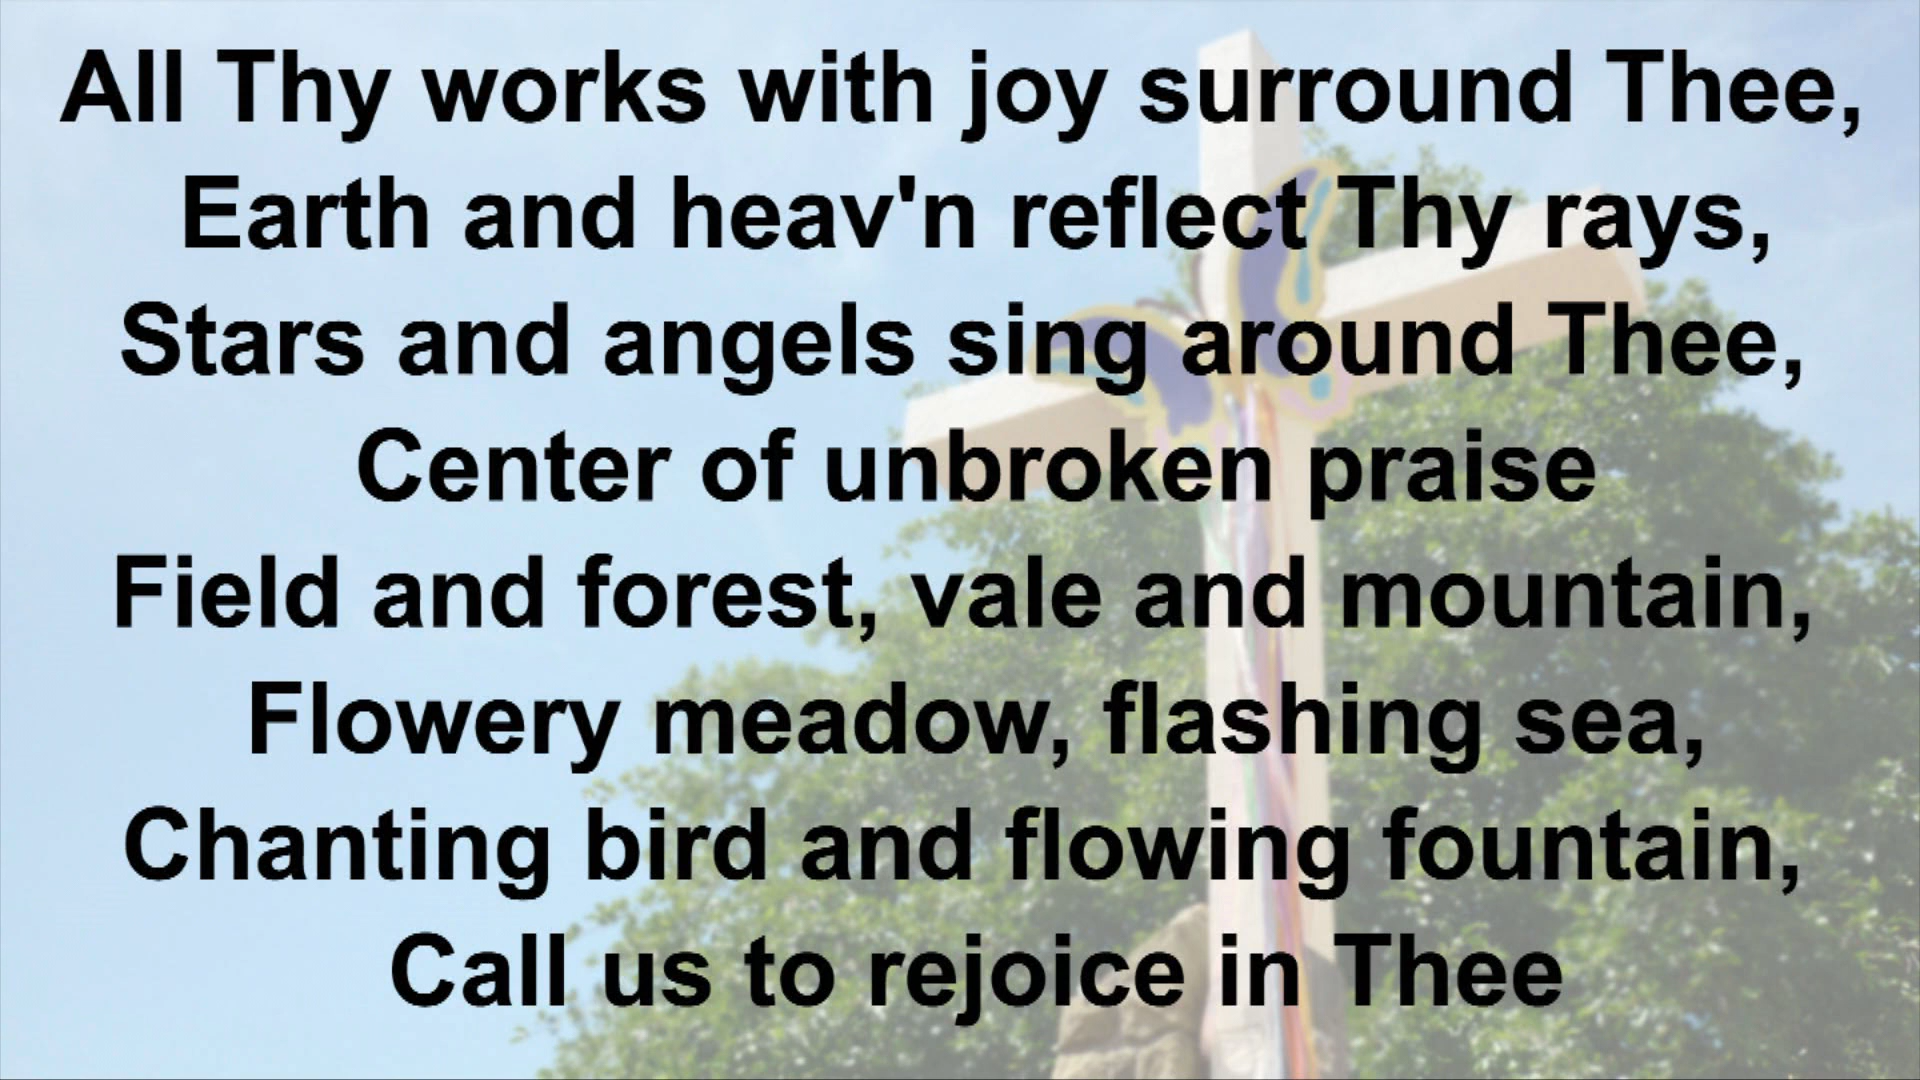 All Thy works with joy surround Thee,
Earth and heav'n reflect Thy rays,
Stars and angels sing around Thee,
Center of unbroken praise
Field and forest, vale and mountain,
Flowery meadow, flashing sea,
Chanting bird and flowing fountain,
Call us to rejoice in Thee